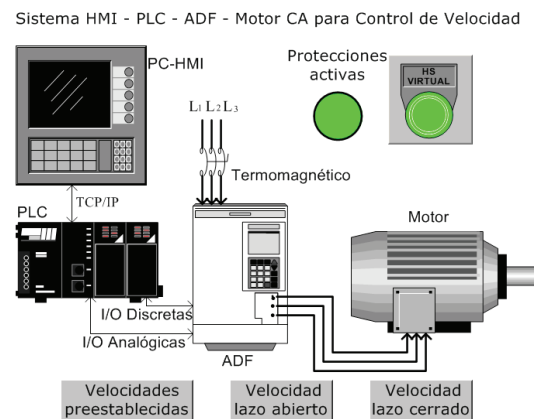 Sistema HMI - PLC - ADF - Motor CA para Control de Velocidad
PC-HMI
Protecciones
activas
HS
VIRTUAL
L1 L2 L3
Termomagnético
TCP/IP
PLC
Motor
I/O Discretas
I/O Analógicas
ADF
Velocidades
preestablecidas
Velocidad
lazo abierto
Velocidad
lazo cerrado